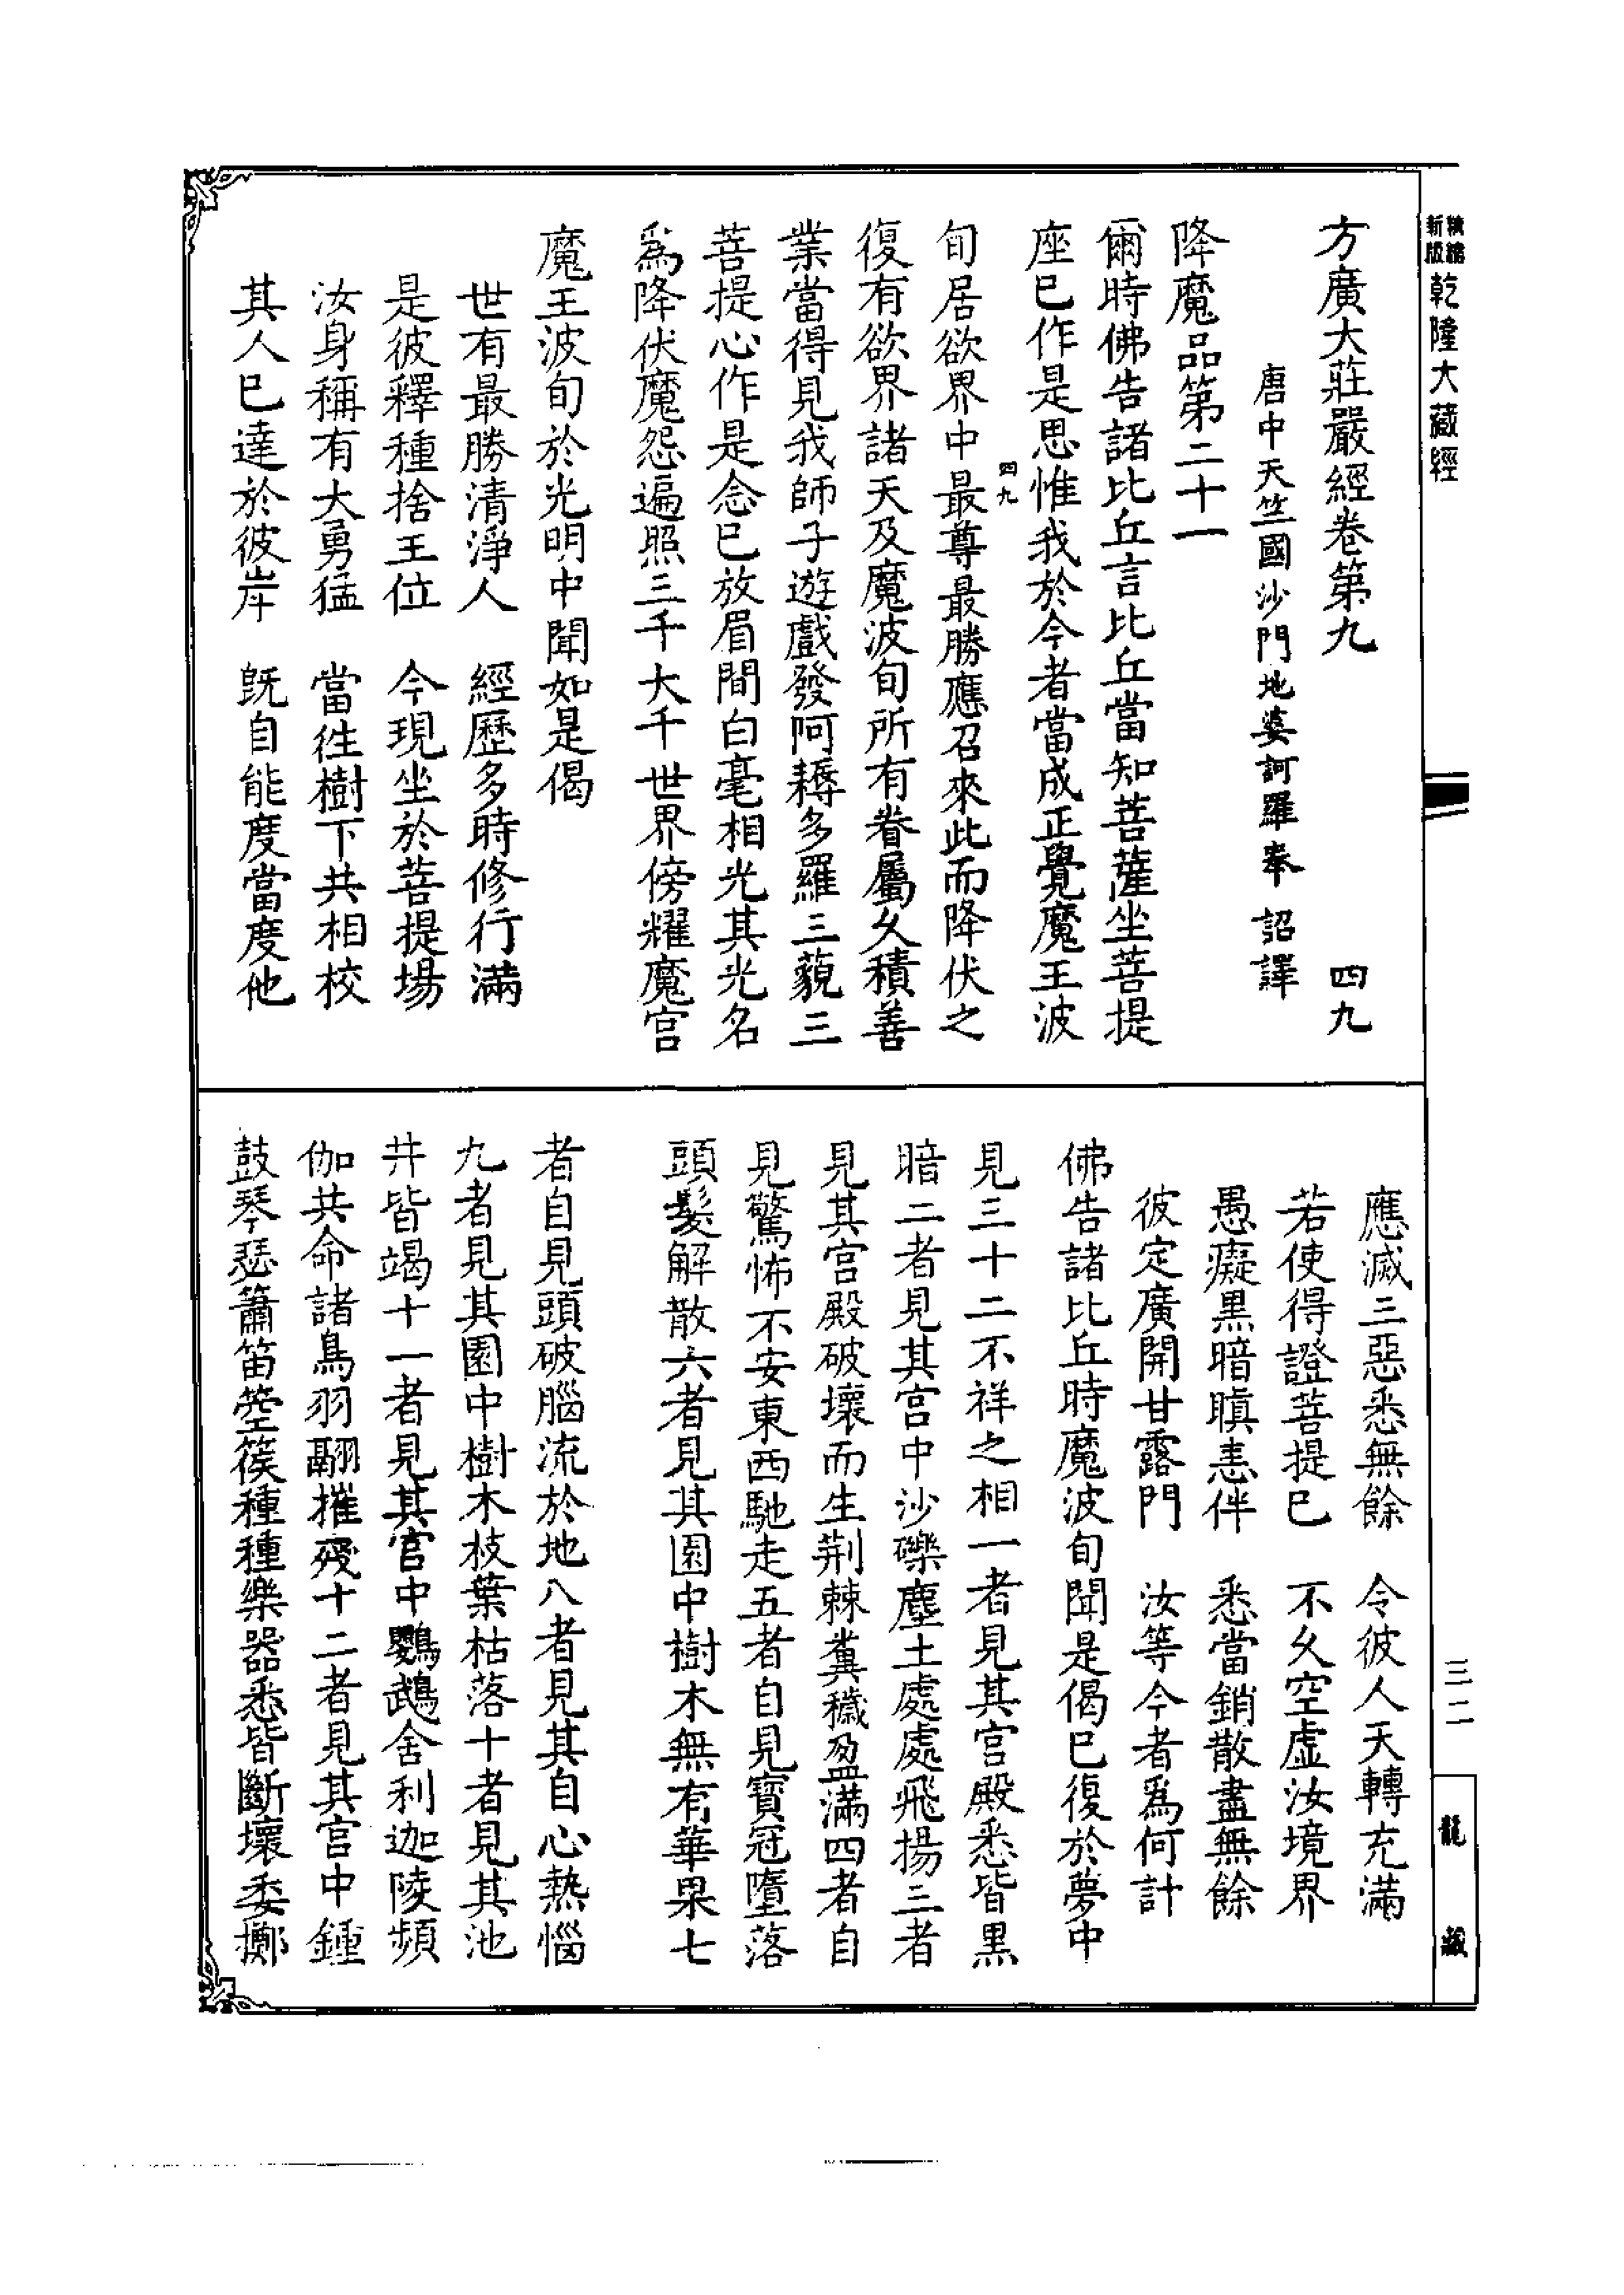 精縮
新版
乾隆大藏經
方廣大莊嚴經卷第九　四九
唐中天竺國沙門地婆訶羅奉　詔譯
降魔品第二十一
爾時佛告諸比丘言比丘當知菩薩坐菩提
座已作是思惟我於今者當成正覺魔王波
四九
旬居欲界中最尊最勝應召來此而降伏之
復有欲界諸天及魔波旬所有眷屬久積善
業當得見我師子遊戲發阿耨多羅三藐三
菩提心作是念已放眉間白毫相光其光名
爲降伏魔怨遍照三千大千世界傍耀魔宫
魔王波旬於光明中聞如是偈
世有最勝清淨人　經歷多時修行滿
是彼釋種捨王位　今現坐於菩提場
汝身稱有大勇猛　當往樹下共相校
其人已達於彼岸　旣自能度當度他
應滅三惡悉無餘　令彼人天轉充滿
若使得證菩提已　不久空虛汝境界
愚癡黑暗瞋恚伴　悉當銷散盡無餘
彼定廣開甘露門　汝等今者爲何計
佛告諸比丘時魔波旬聞是偈已復於夢中
見三十二不祥之相一者見其宫殿悉皆黑
暗二者見其宫中沙礫塵土處處飛揚三者
見其宫殿破壞而生荆棘糞穢盈滿四者自
見驚怖不安東西馳走五者自見寶冠墮落
頭髮解散六者見其園中樹木無有華果七
者自見頭破腦流於地八者見其自心熱惱
九者見其園中樹木枝葉枯落十者見其池
井皆竭十一者見其宫中鸚鵡舍利迦陵頻
伽共命諸鳥羽翮摧殘十二者見其宫中鍾
鼓琴瑟簫笛箜篌種種樂器悉皆斷壞委擲
三二
龍藏